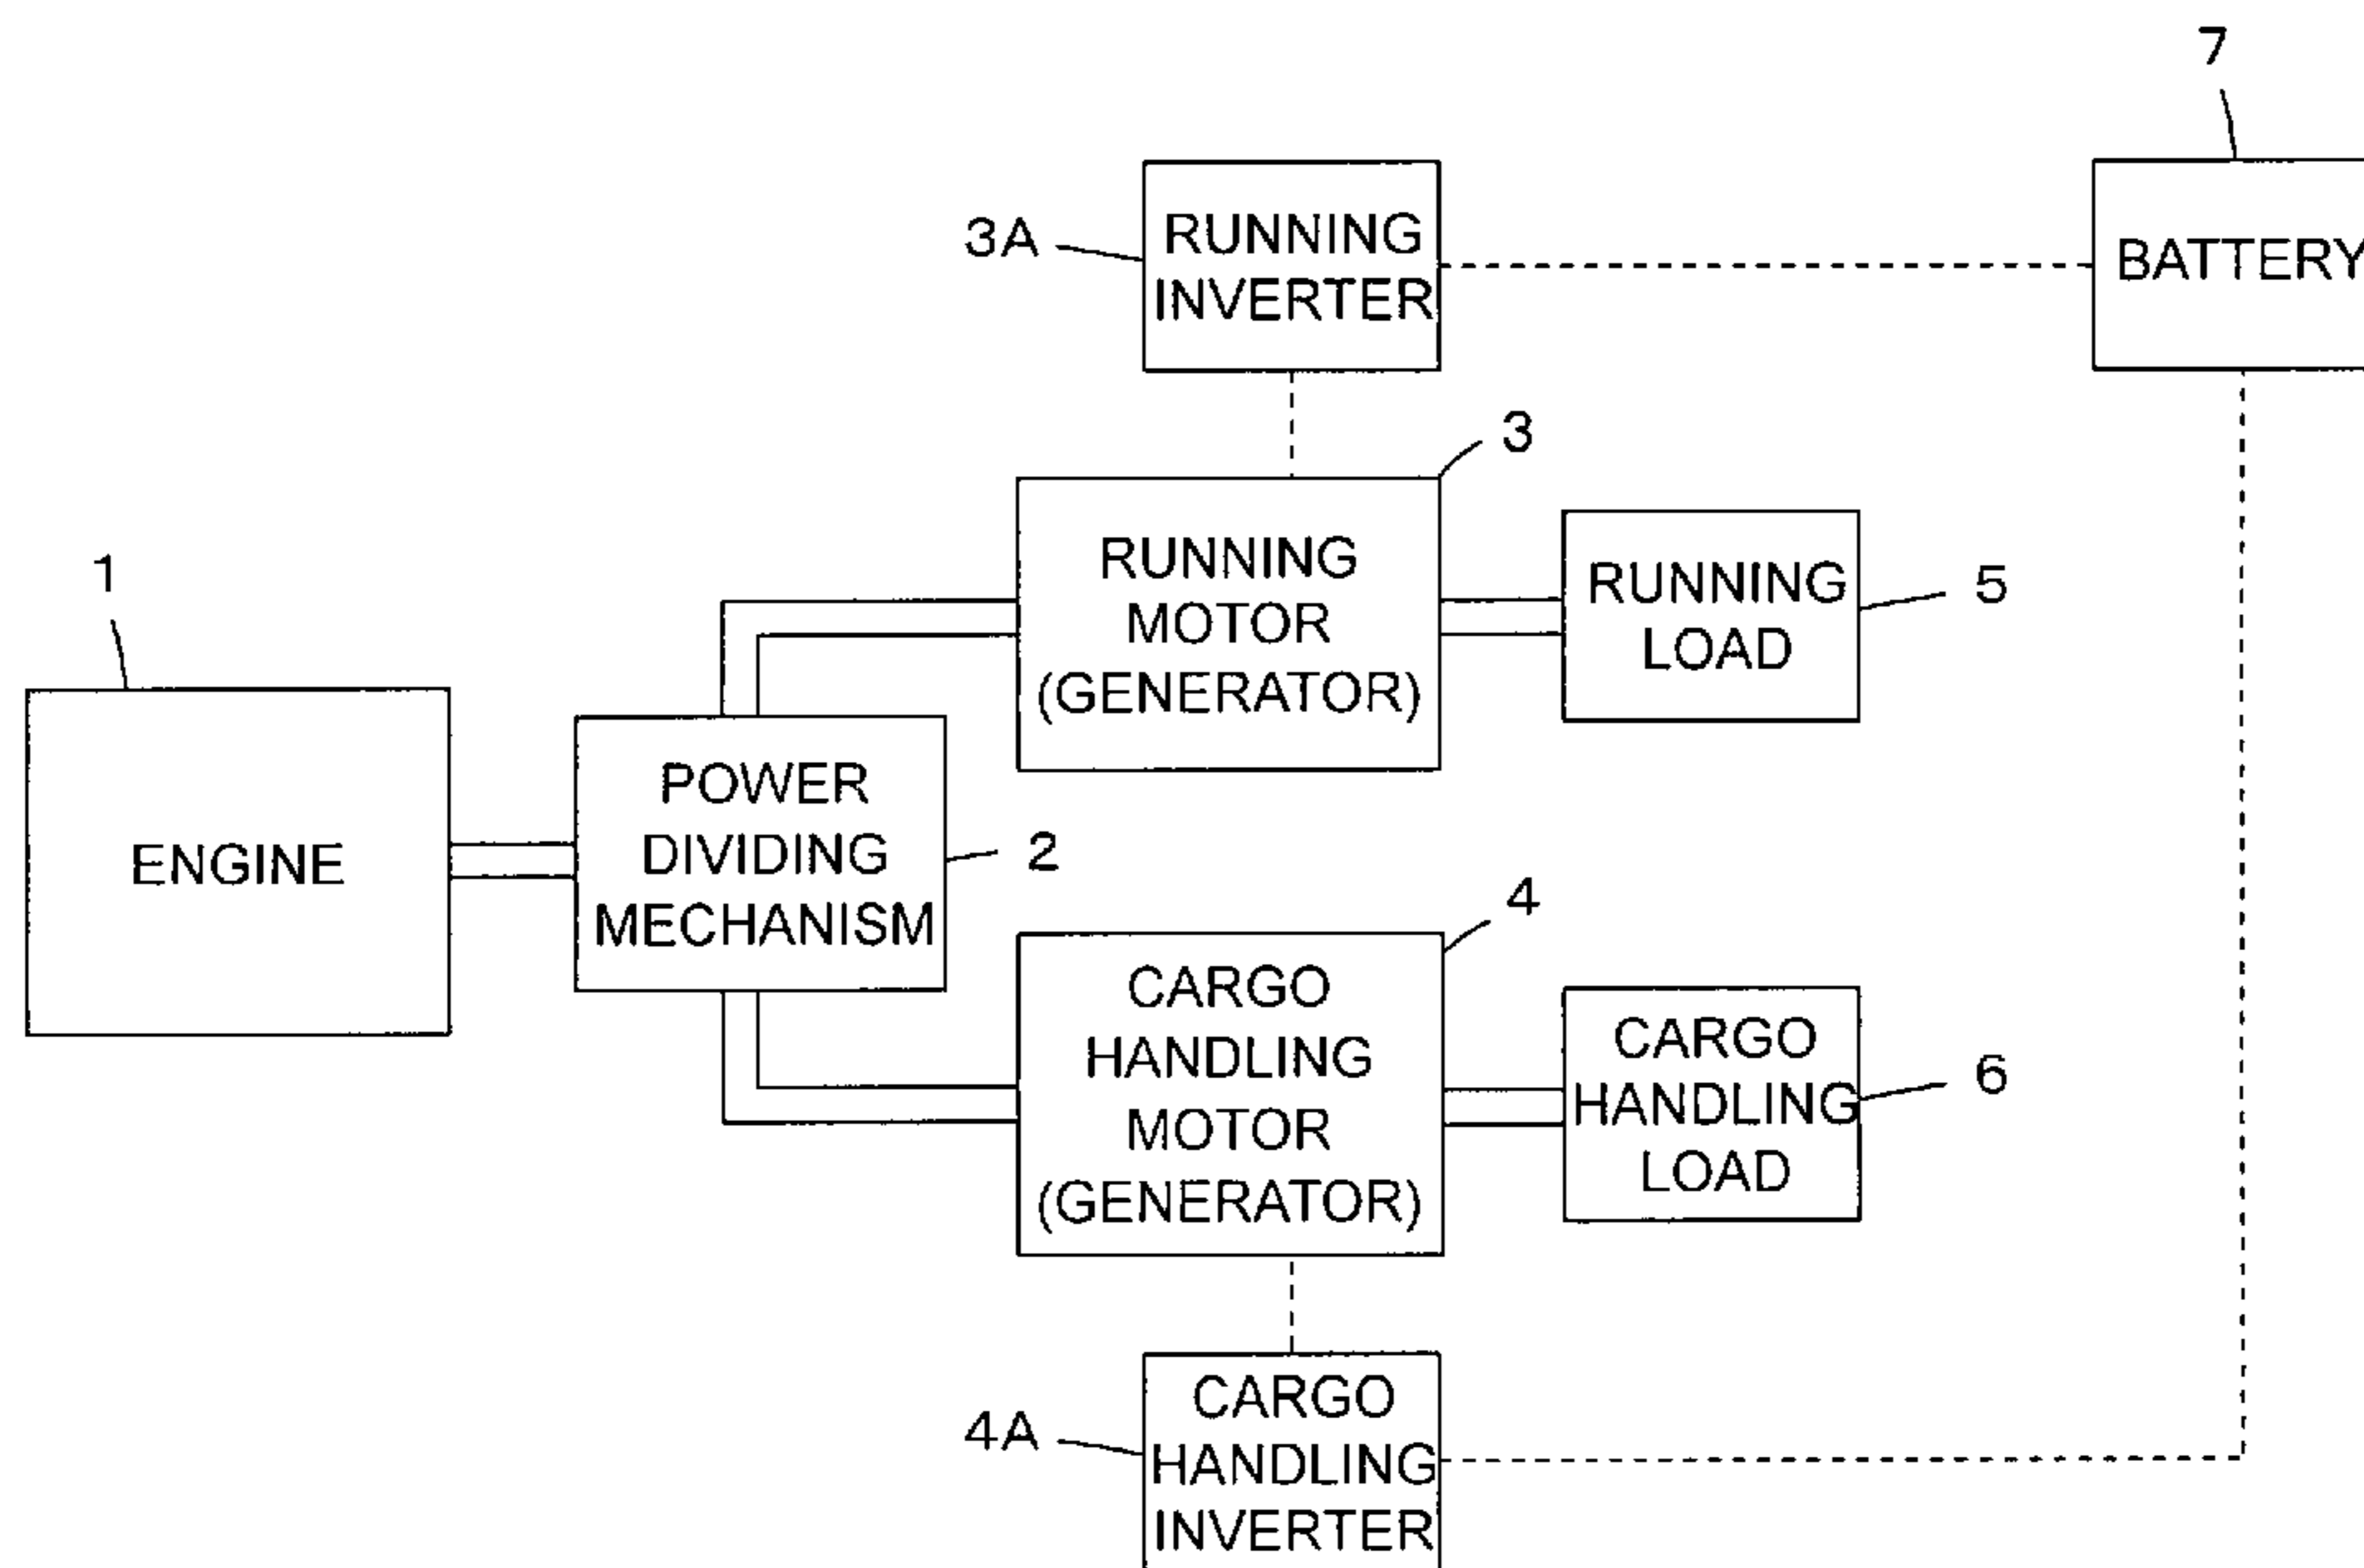 7
3A
RUNNING
INVERTER
BATTERY
3
RUNNING
MOTOR
(GENERATOR)
RUNNING
LOAD
5
1
ENGINE
POWER
DIVIDING
MECHANISM
2
4
CARGO
HANDLING
MOTOR
(GENERATOR)
CARGO
HANDLING
LOAD
6
4A
CARGO
HANDLING
INVERTER